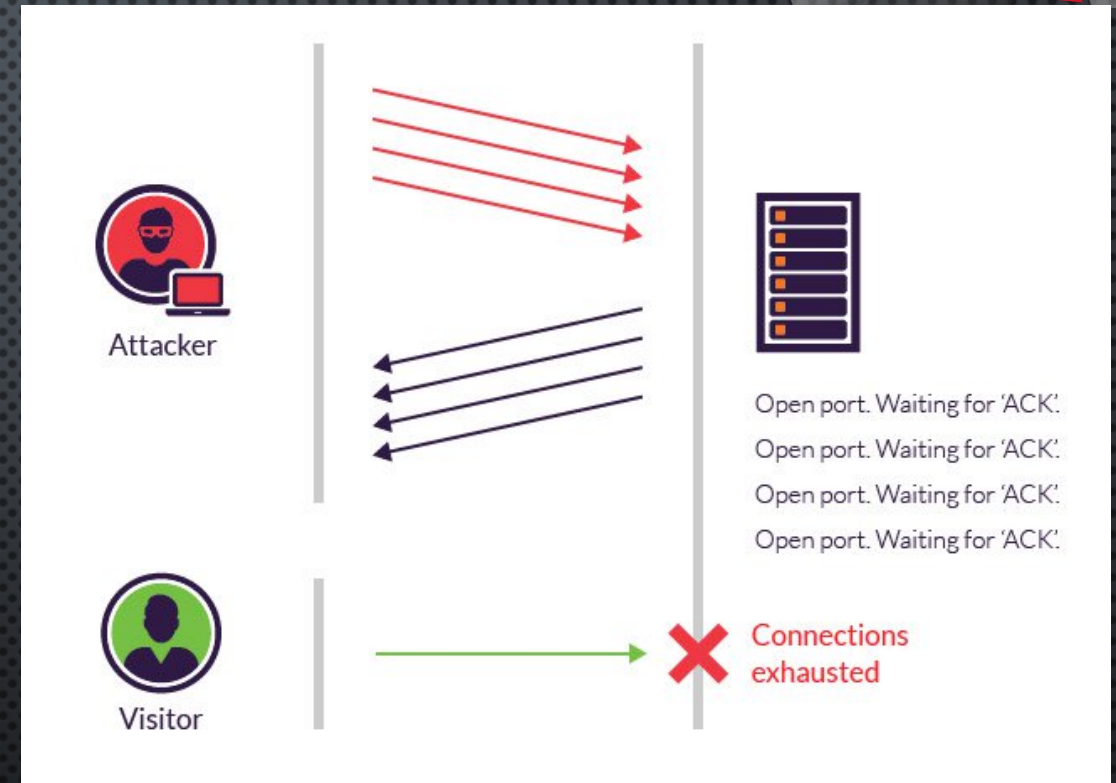 Attacker
Open port. Waiting for ‘ACK’.
Open port. Waiting for ‘ACK’.
Open port. Waiting for ‘ACK’.
Open port. Waiting for ‘ACK’.
Visitor
Connections
exhausted